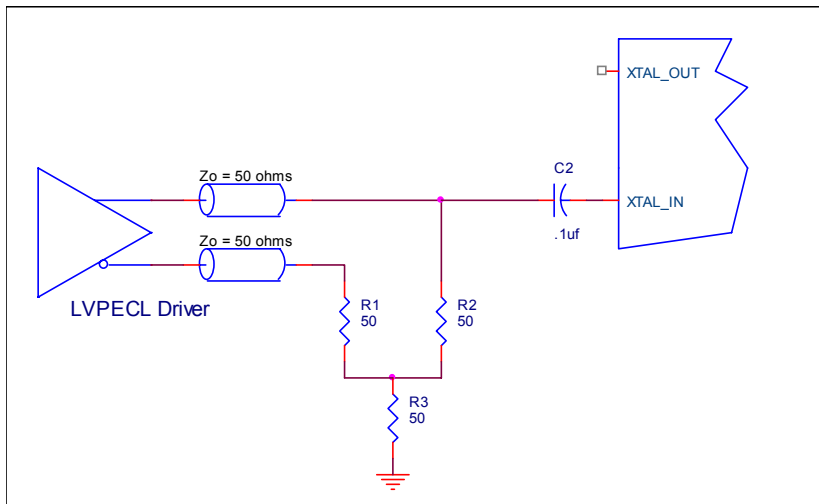 XTAL_OUT
Zo = 50 ohms
C2
XTAL_IN
.1uf
Zo = 50 ohms
LVPECL Driver
R1
50
R2
50
R3
50